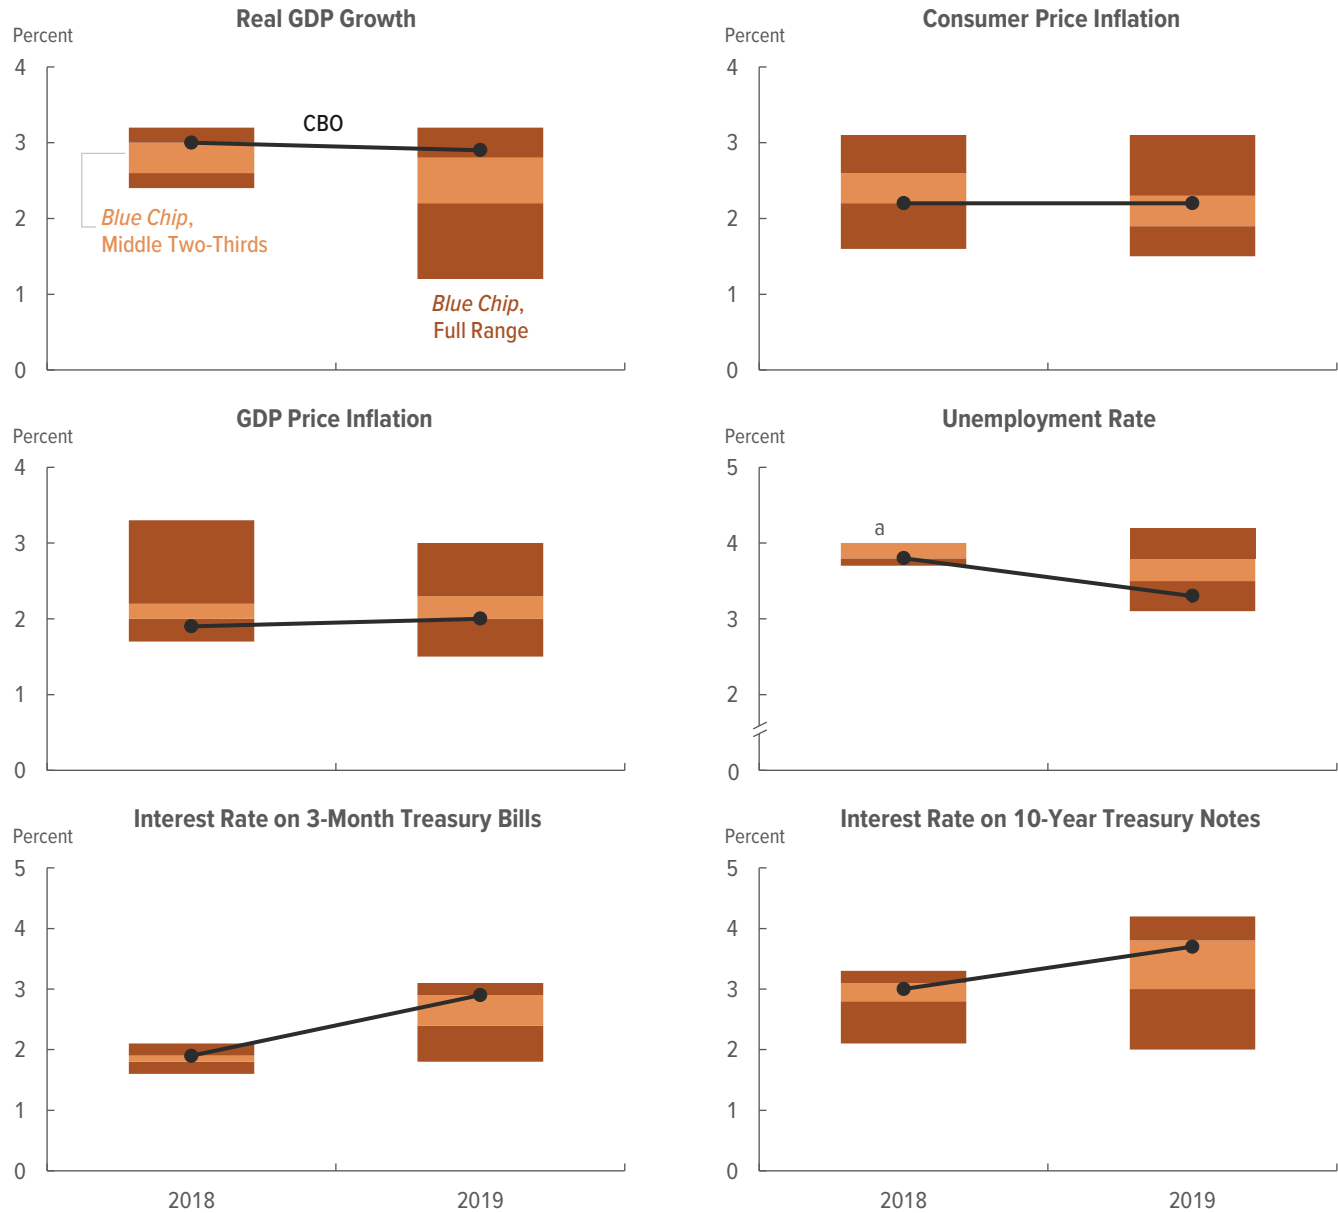 Real GDP Growth
Percent
4
3
2
1
0
CBO
Blue Chip,
Middle Two-Thirds
Blue Chip,
Full Range
Consumer Price Inflation
Percent
4
3
2
1
0
GDP Price Inflation
Percent
4
3
2
1
0
Unemployment Rate
Percent
5
4
3
2
0
a
Interest Rate on 3-Month Treasury Bills
Percent
5
4
3
2
1
0
2018
2019
Interest Rate on 10-Year Treasury Notes
Percent
5
4
3
2
1
0
2018
2019